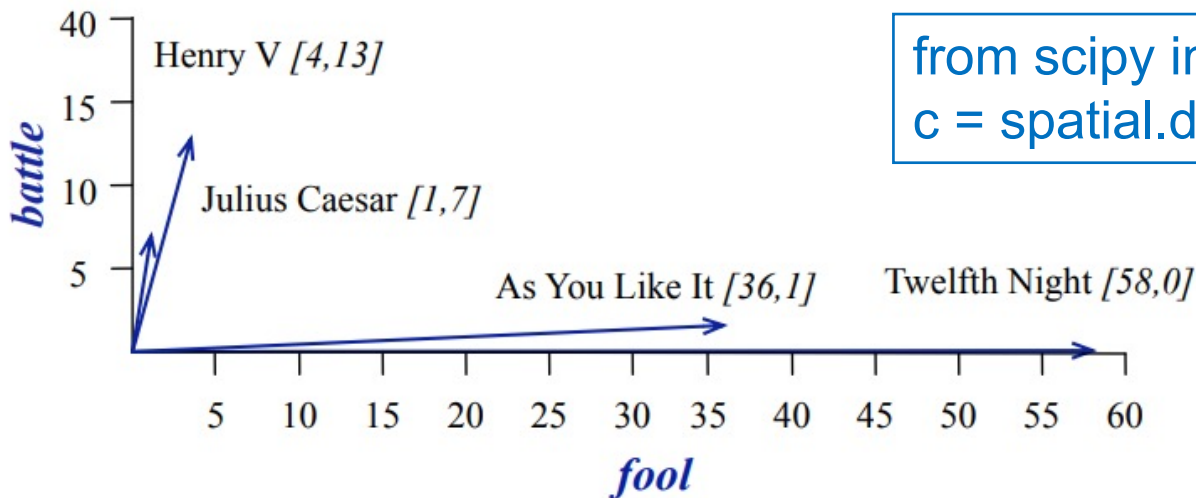 40
Henry V [4,13]
15
battle
10
Julius Caesar [1,7]
5
As You Like It [36,1]
Twelfth Night [58,0]
5 10 15 20 25 30 35 40 45 50 55 60
fool
from scipy
c = spatial.